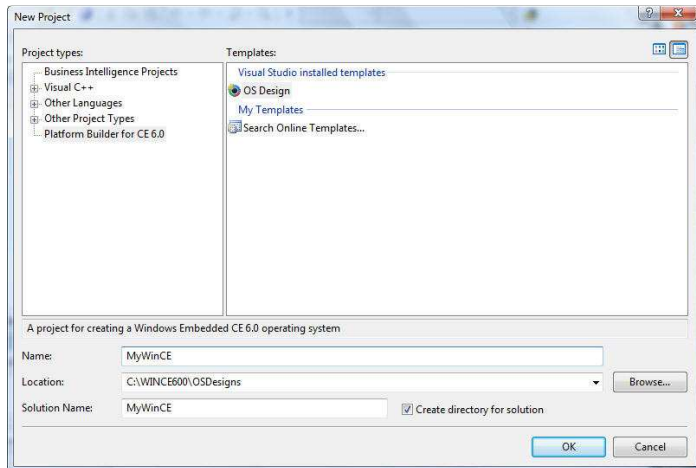 New Project
Project types:
Templates:
Business Intelligence Projects
Visual C++
Other Languages
Other Project Types
Platform Builder for CE 6.0
Visual Studio installed templates
OS Design
My Templates
Search Online Templates...
A project for creating a Windows Embedded CE 6.0 operating system
Name:
MyWinCE
Location:
C:\WINCE600\OSDesigns
Browse...
Solution Name:
MyWinCE
Create directory for solution
OK
Cancel